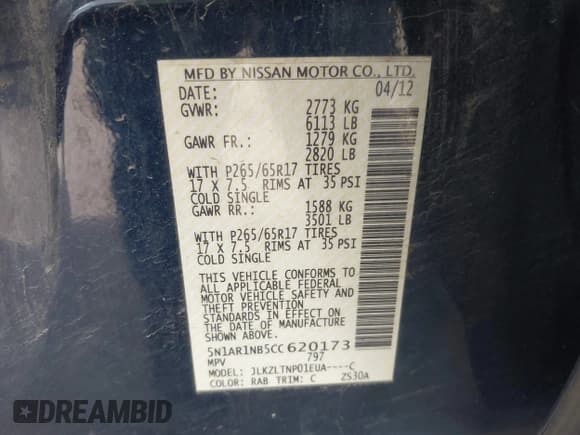 MFD BY NISSAN MOTOR CO., LTD.
DATE: 04/12
GVWR: 2773 KG
6113 LB
GAWR FR.: 1279 KG
2820 LB
WITH P265/65R17 TIRES
17 X 7.5 RIMS AT 35 PSI
COLD SINGLE
GAWR RR.: 1588 KG
3501 LB
WITH P265/65R17 TIRES
17 X 7.5 RIMS AT 35 PSI
COLD SINGLE
THIS VEHICLE CONFORMS TO
ALL APPLICABLE FEDERAL
MOTOR VEHICLE SAFETY AND
THEFT PREVENTION
STANDARDS IN EFFECT ON
THE DATE OF MANUFACTURE
SHOWN ABOVE.
5N1AR1NB5CC620173
MPV 797
MODEL: JLKZLTNP01EUA----C
COLOR: RAB TRIM: C ZS30A
DREAMBID
.COM